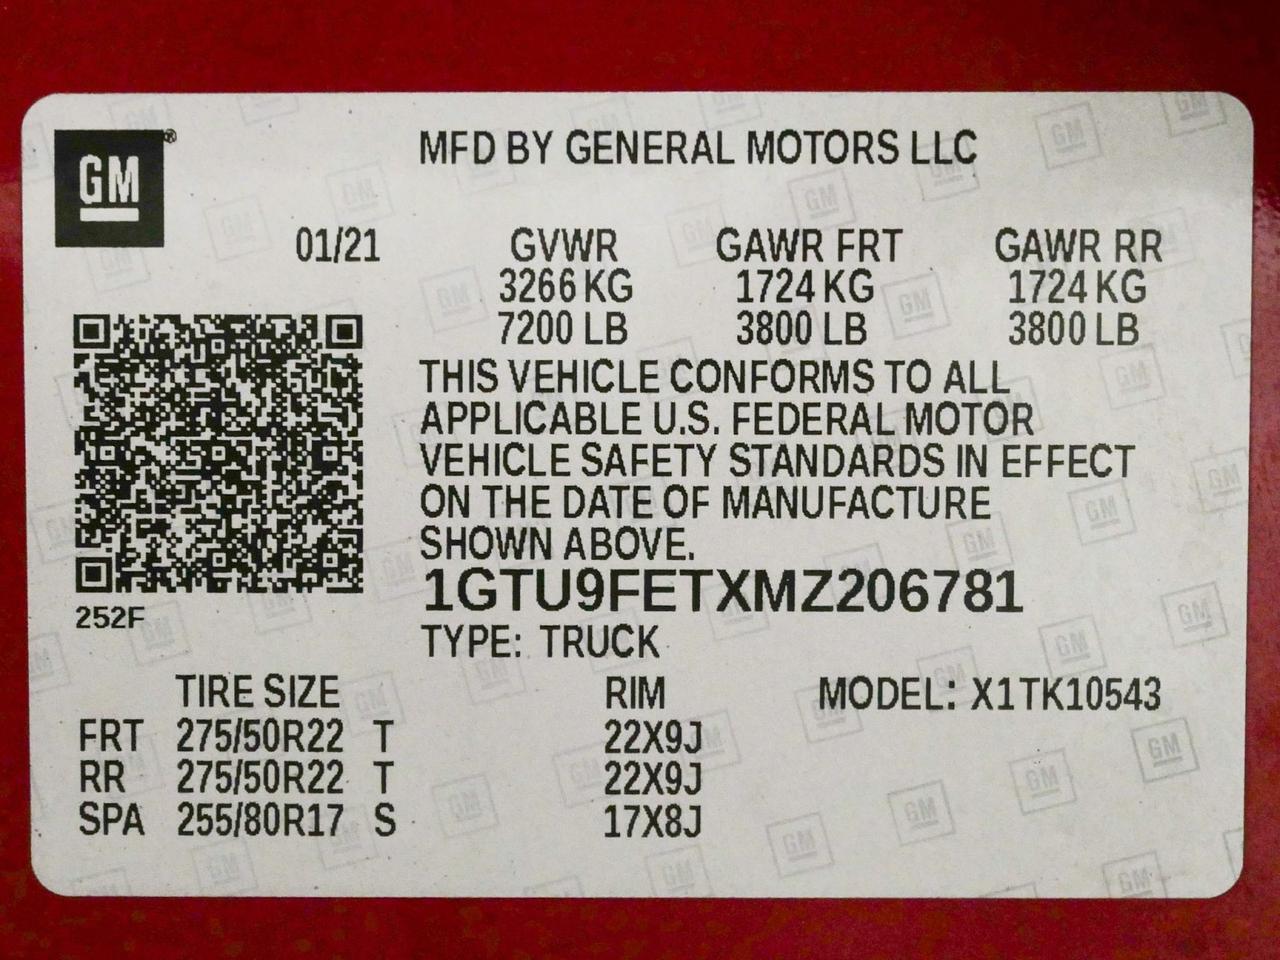 GM ®
MFD BY GENERAL MOTORS LLC
01/21 GVWR GAWR FRT GAWR RR
3266 KG 1724 KG 1724 KG
7200 LB 3800 LB 3800 LB
THIS VEHICLE CONFORMS TO ALL
APPLICABLE U.S. FEDERAL MOTOR
VEHICLE SAFETY STANDARDS IN EFFECT
ON THE DATE OF MANUFACTURE
SHOWN ABOVE.
1GTU9FETXMZ206781
252F
TYPE: TRUCK
TIRE SIZE RIM MODEL: X1TK10543
FRT 275/50R22 T 22X9J
RR 275/50R22 T 22X9J
SPA 255/80R17 S 17X8J